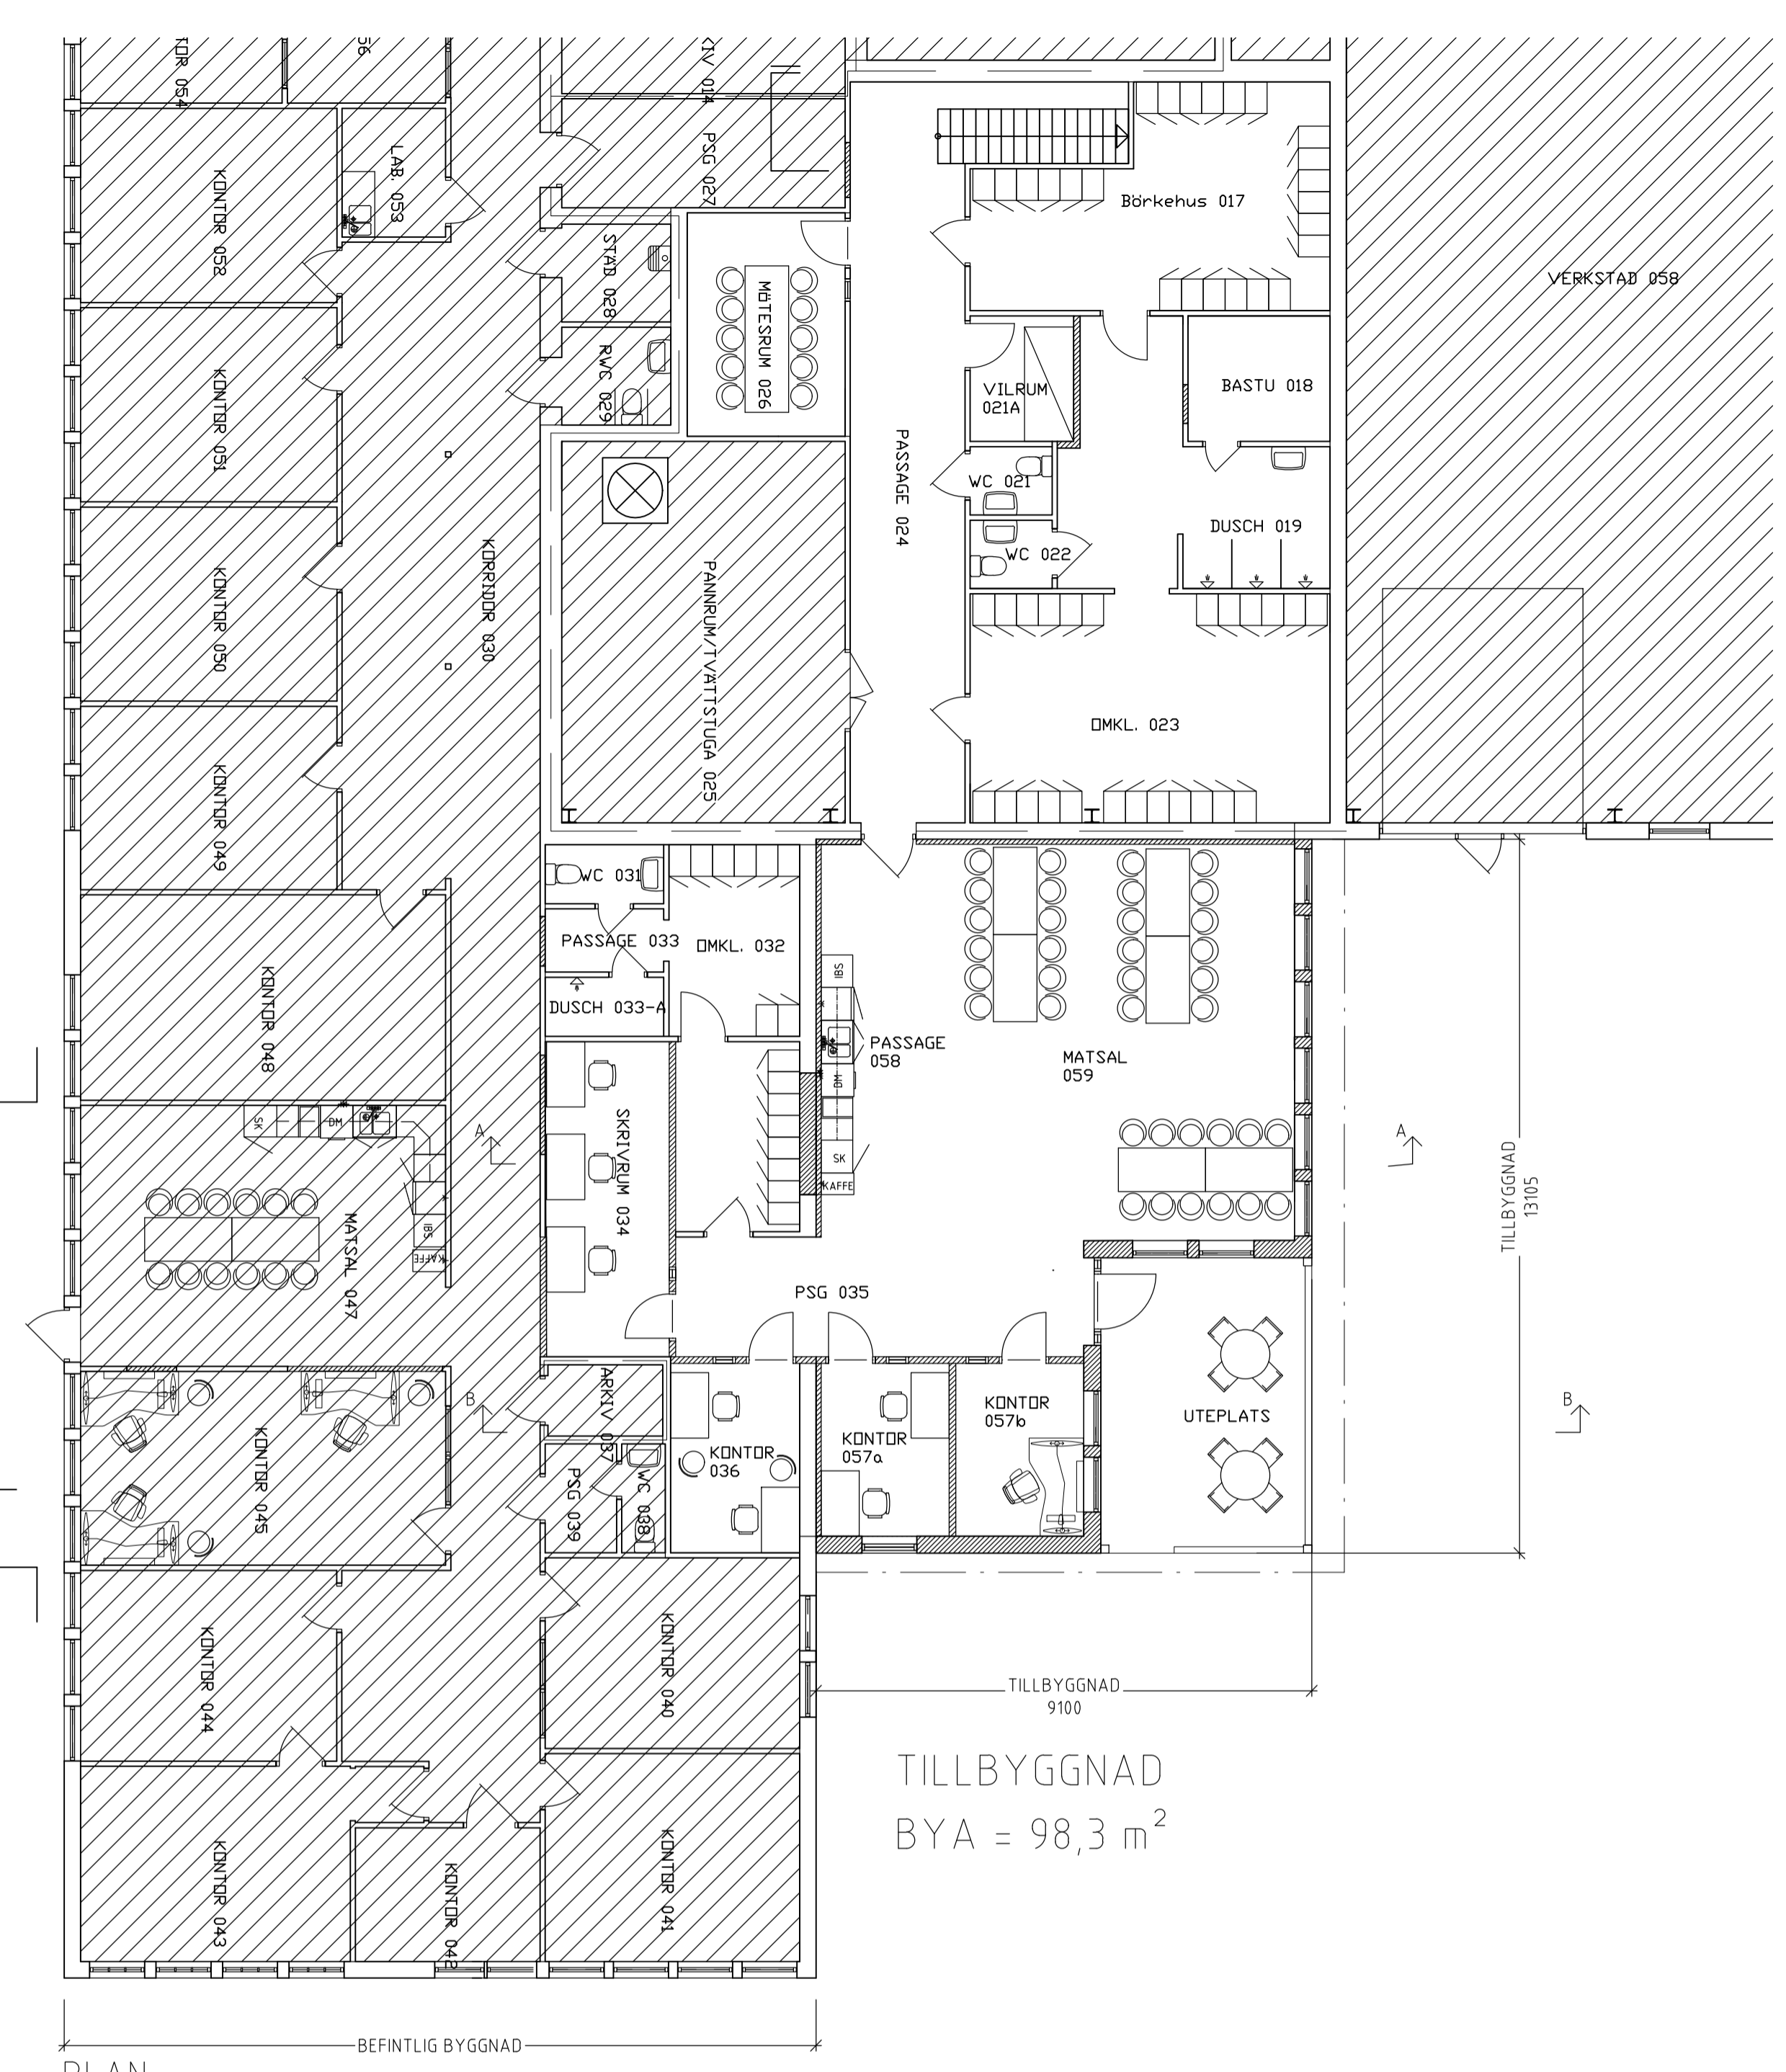 TOR 054
56
KIV 014
PSG 027
LAB. 053
KONTOR 052
STÄD 028
MÖTESRUM 026
Börkehus 017
VERKSTAD 058
RWC 029
KONTOR 051
VILRUM
021A
BASTU 018
PASSAGE 024
WC 021
DUSCH 019
WC 022
KORRIDOR 030
KONTOR 050
PANNRUM/TVÄTTSTUGA 025
OMKL. 023
KONTOR 049
WC 031
PASSAGE 033
OMKL. 032
DUSCH 033-A
KONTOR 048
IBS
DM
SK
KAFFE
PASSAGE
058
MATSAL
059
SK
DM
IBS
KAFFE
MATSAL 047
SKRIVRUM 034
A
A
TILLBYGGNAD
13105
PSG 035
B
B
ARKIV 037
KONTOR 045
PSG 039
WC 038
KONTOR
036
KONTOR
057a
KONTOR
057b
UTEPLATS
KONTOR 044
KONTOR 040
TILLBYGGNAD
9100
TILLBYGGNAD
BYA = 98,3 m²
KONTOR 043
KONTOR 042
KONTOR 041
BEFINTLIG BYGGNAD
PLAN